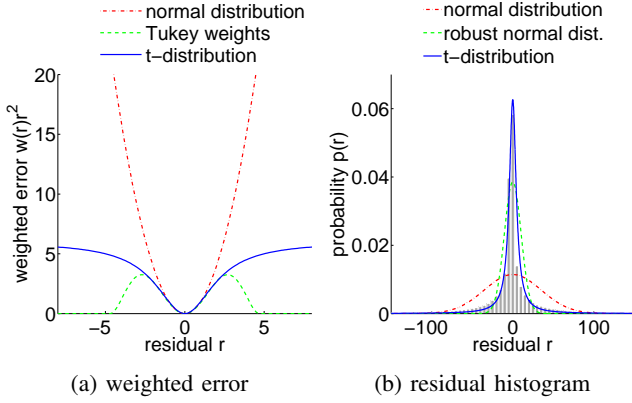 normal distribution
Tukey weights
t-distribution
20
15
10
5
0
weighted error w(r)r²
−5
0
5
residual r
(a) weighted error
normal distribution
robust normal dist.
t-distribution
0.06
0.04
0.02
0
probability p(r)
−100
0
100
residual r
(b) residual histogram